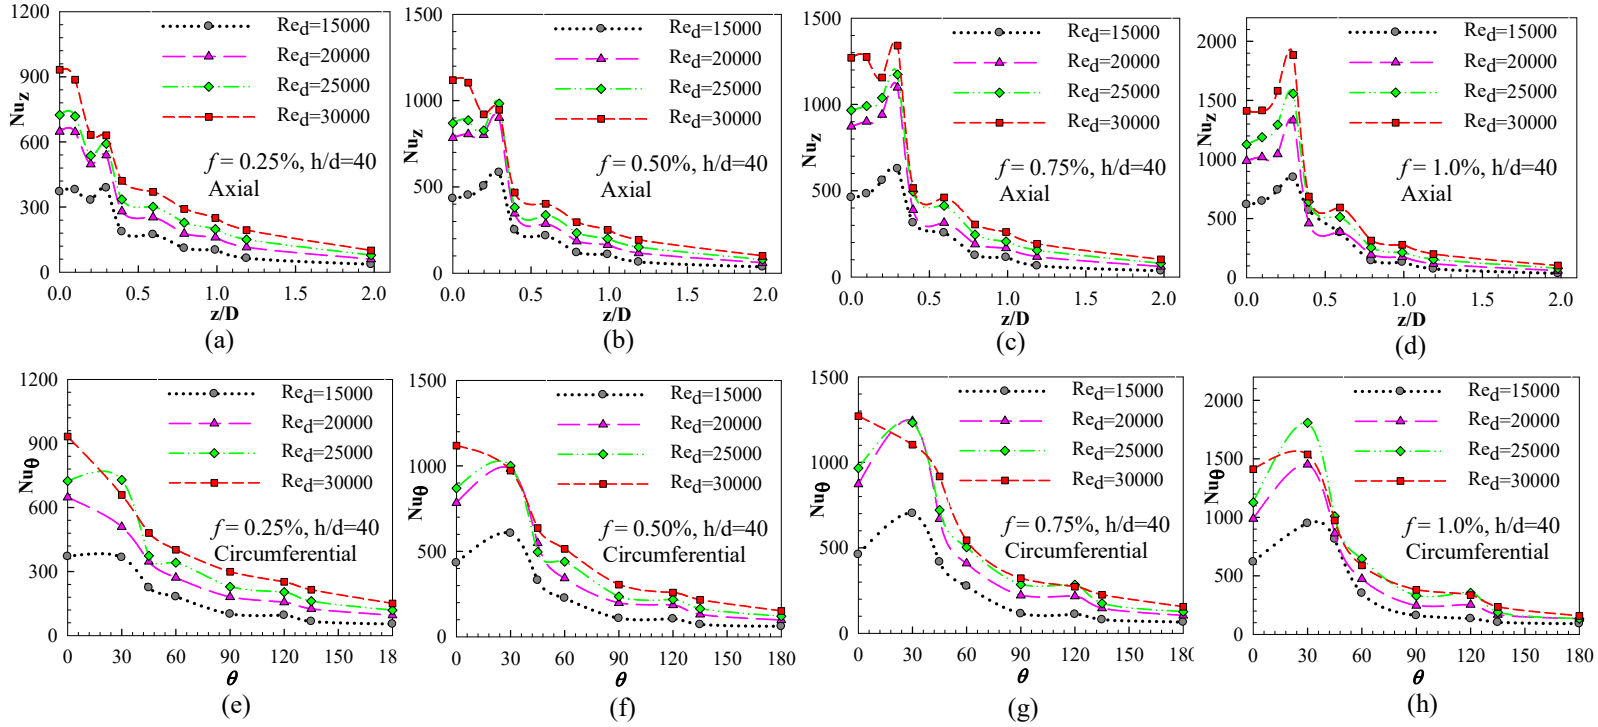 1200
900
600
300
0
Nu_z
Re_d=15000
Re_d=20000
Re_d=25000
Re_d=30000
f = 0.25%, h/d=40
Axial
0.0 0.5 1.0 1.5 2.0
z/D
(a)
1500
1000
500
0
Nu_z
Re_d=15000
Re_d=20000
Re_d=25000
Re_d=30000
f = 0.50%, h/d=40
Axial
0.0 0.5 1.0 1.5 2.0
z/D
(b)
1500
1000
500
0
Nu_z
Re_d=15000
Re_d=20000
Re_d=25000
Re_d=30000
f = 0.75%, h/d=40
Axial
0.0 0.5 1.0 1.5 2.0
z/D
(c)
2000
1500
1000
500
0
Nu_z
Re_d=15000
Re_d=20000
Re_d=25000
Re_d=30000
f = 1.0%, h/d=40
Axial
0.0 0.5 1.0 1.5 2.0
z/D
(d)
1200
900
600
300
0
Nu_θ
Re_d=15000
Re_d=20000
Re_d=25000
Re_d=30000
f = 0.25%, h/d=40
Circumferential
0 30 60 90 120 150 18
θ
(e)
1500
1000
500
0
Nu_θ
Re_d=15000
Re_d=20000
Re_d=25000
Re_d=30000
f = 0.50%, h/d=40
Circumferential
0 30 60 90 120 150 180
θ
(f)
1500
1000
500
0
Nu_θ
Re_d=15000
Re_d=20000
Re_d=25000
Re_d=30000
f = 0.75%, h/d=40
Circumferential
0 30 60 90 120 150 180
θ
(g)
2000
1500
1000
500
0
Nu_θ
Re_d=15000
Re_d=20000
Re_d=25000
Re_d=30000
f = 1.0%, h/d=40
Circumferential
0 30 60 90 120 150 180
θ
(h)